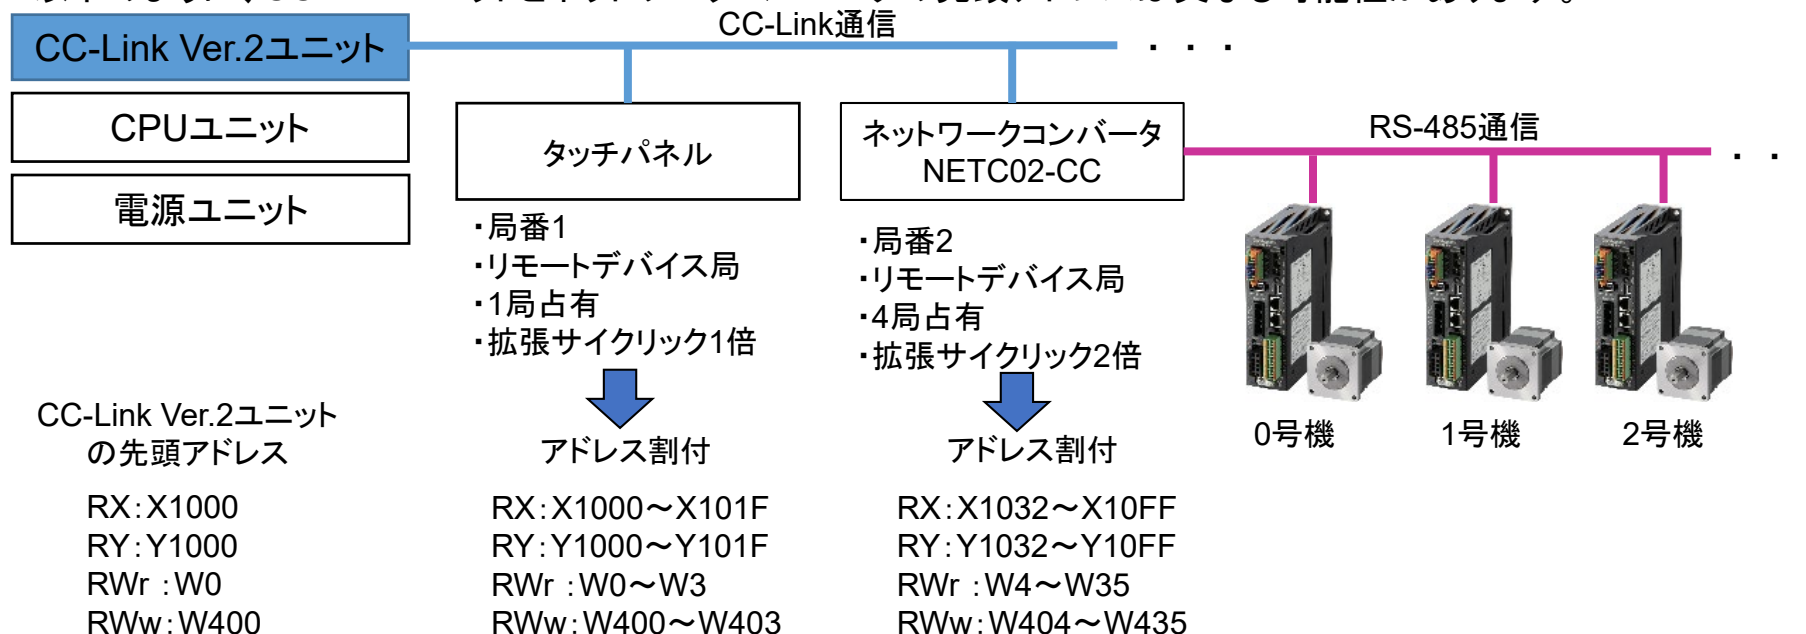 CC-Link通信
CC-Link Ver.2ユニット
・・・
CPUユニット
電源ユニット
タッチパネル
ネットワークコンバータ
NETC02-CC
RS-485通信
・・
・局番1
・リモートデバイス局
・1局占有
・拡張サイクリック1倍
・局番2
・リモートデバイス局
・4局占有
・拡張サイクリック2倍
0号機
1号機
2号機
CC-Link Ver.2ユニット
の先頭アドレス
RX:X1000
RY:Y1000
RWr :W0
RWw:W400
アドレス割付
RX:X1000~X101F
RY:Y1000~Y101F
RWr :W0~W3
RWw:W400~W403
アドレス割付
RX:X1032~X10FF
RY:Y1032~Y10FF
RWr :W4~W35
RWw:W404~W435